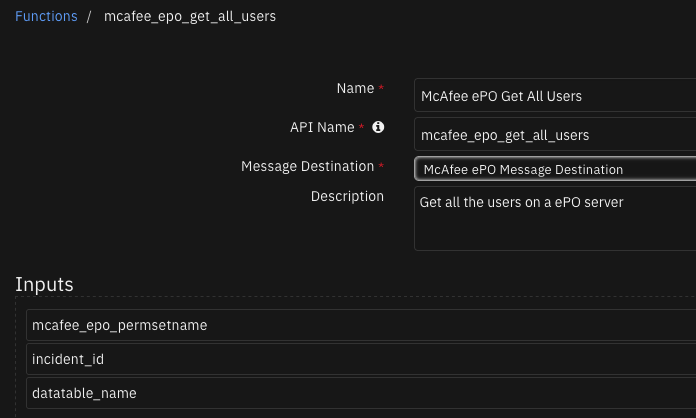 Functions / mcafee_epo_get_all_users
Name * McAfee ePO Get All Users
API Name * mcafee_epo_get_all_users
Message Destination * McAfee ePO Message Destination
Description Get all the users on a ePO server
Inputs
mcafee_epo_permsetname
incident_id
datatable_name